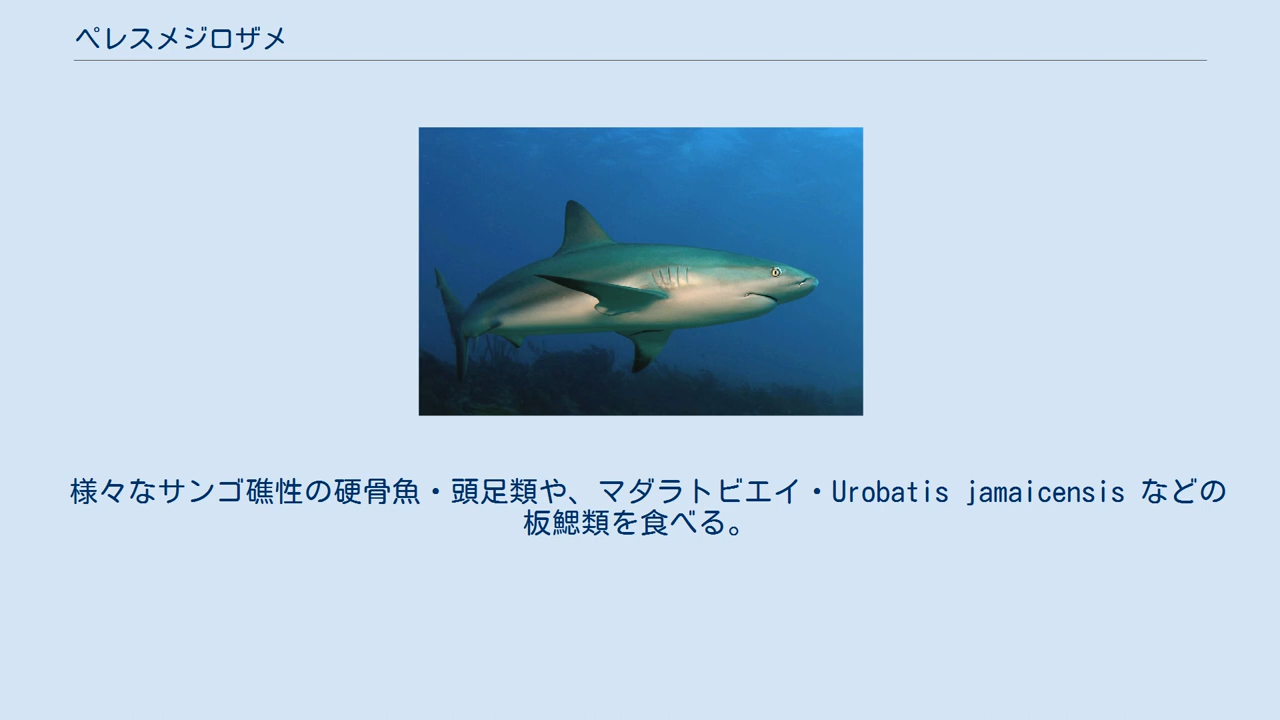 ペレスメジロザメ
様々なサンゴ礁性の硬骨魚・頭足類や、マダラトビエイ・Urobatis jamaicensis などの
板鰓類を食べる。